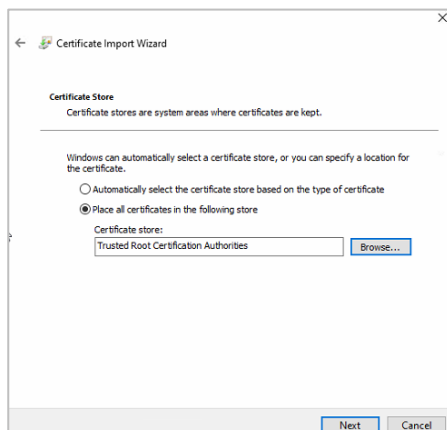 Certificate Import Wizard
Certificate Store
Certificate stores are system areas where certificates are kept.
Windows can automatically select a certificate store, or you can specify a location for
the certificate.
Automatically select the certificate store based on the type of certificate
Place all certificates in the following store
Certificate store:
Trusted Root Certification Authorities
Browse...
Next
Cancel